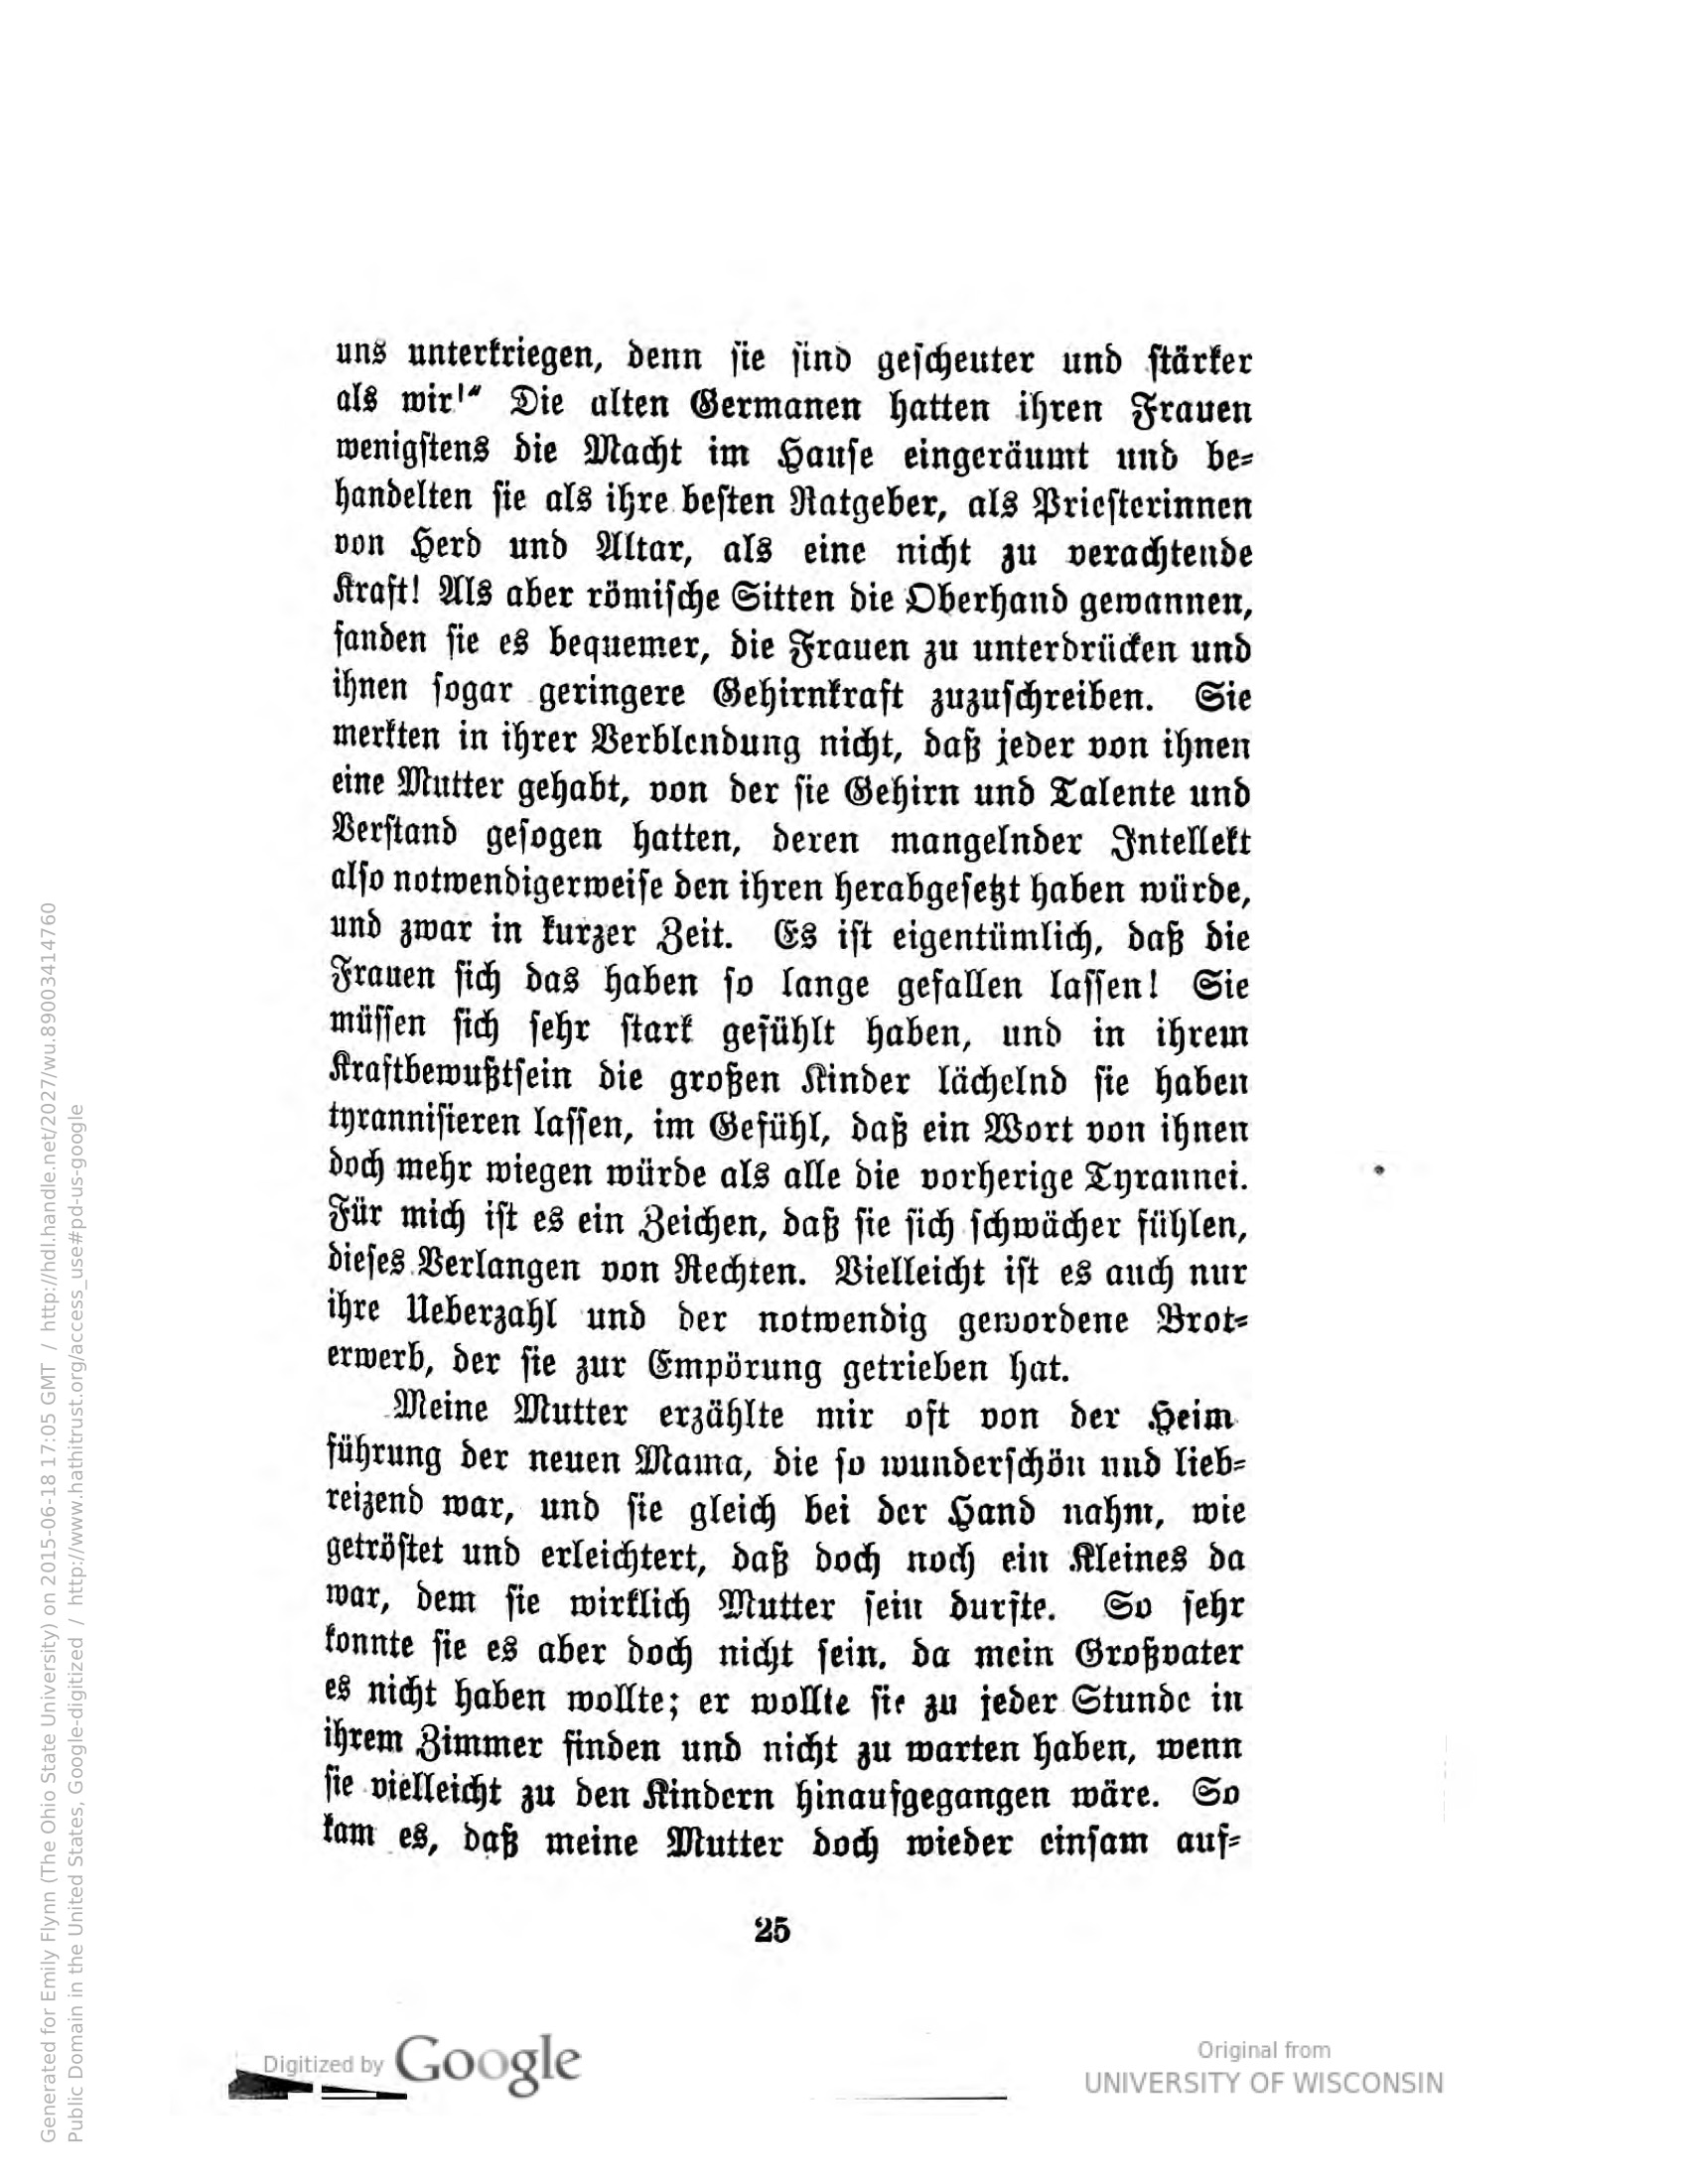 uns unterkriegen, denn sie sind gescheuter und stärker
als wir!“ Die alten Germanen hatten ihren Frauen
wenigstens die Macht im Hause eingeräumt und be-
handelten sie als ihre besten Ratgeber, als Priesterinnen
von Herd und Altar, als eine nicht zu verachtende
Kraft! Als aber römische Sitten die Oberhand gewannen,
fanden sie es bequemer, die Frauen zu unterdrücken und
ihnen sogar geringere Gehirnkraft zuzuschreiben. Sie
merkten in ihrer Verblendung nicht, daß jeder von ihnen
eine Mutter gehabt, von der sie Gehirn und Talente und
Verstand gesogen hatten, deren mangelnder Intellekt
also notwendigerweise den ihren herabgesetzt haben würde,
und zwar in kurzer Zeit. Es ist eigentümlich, daß die
Frauen sich das haben so lange gefallen lassen! Sie
müssen sich sehr stark gefühlt haben, und in ihrem
Kraftbewußtsein die großen Kinder lächelnd sie haben
tyrannisieren lassen, im Gefühl, daß ein Wort von ihnen
doch mehr wiegen würde als alle die vorherige Tyrannei.
Für mich ist es ein Zeichen, daß sie sich schwächer fühlen,
dieses Verlangen von Rechten. Vielleicht ist es auch nur
ihre Ueberzahl und der notwendig gewordene Brot-
erwerb, der sie zur Empörung getrieben hat.
Meine Mutter erzählte mir oft von der Heim
führung der neuen Mama, die so wunderschön und lieb-
reizend war, und sie gleich bei der Hand nahm, wie
getröstet und erleichtert, daß doch noch ein Kleines da
war, dem sie wirklich Mutter sein durfte. So sehr
konnte sie es aber doch nicht sein, da mein Großvater
es nicht haben wollte; er wollte sie zu jeder Stunde in
ihrem Zimmer finden und nicht zu warten haben, wenn
sie vielleicht zu den Kindern hinaufgegangen wäre. So
kam es, daß meine Mutter doch wieder einsam auf-
25
Digitized by Google
Original from
UNIVERSITY OF WISCONSIN
Generated for Emily Flynn (The Ohio State University) on 2015-06-18 17:05 GMT / http://hdl.handle.net/2027/wu.89003414760
Public Domain in the United States, Google-digitized / http://www.hathitrust.org/access_use#pd-us-google